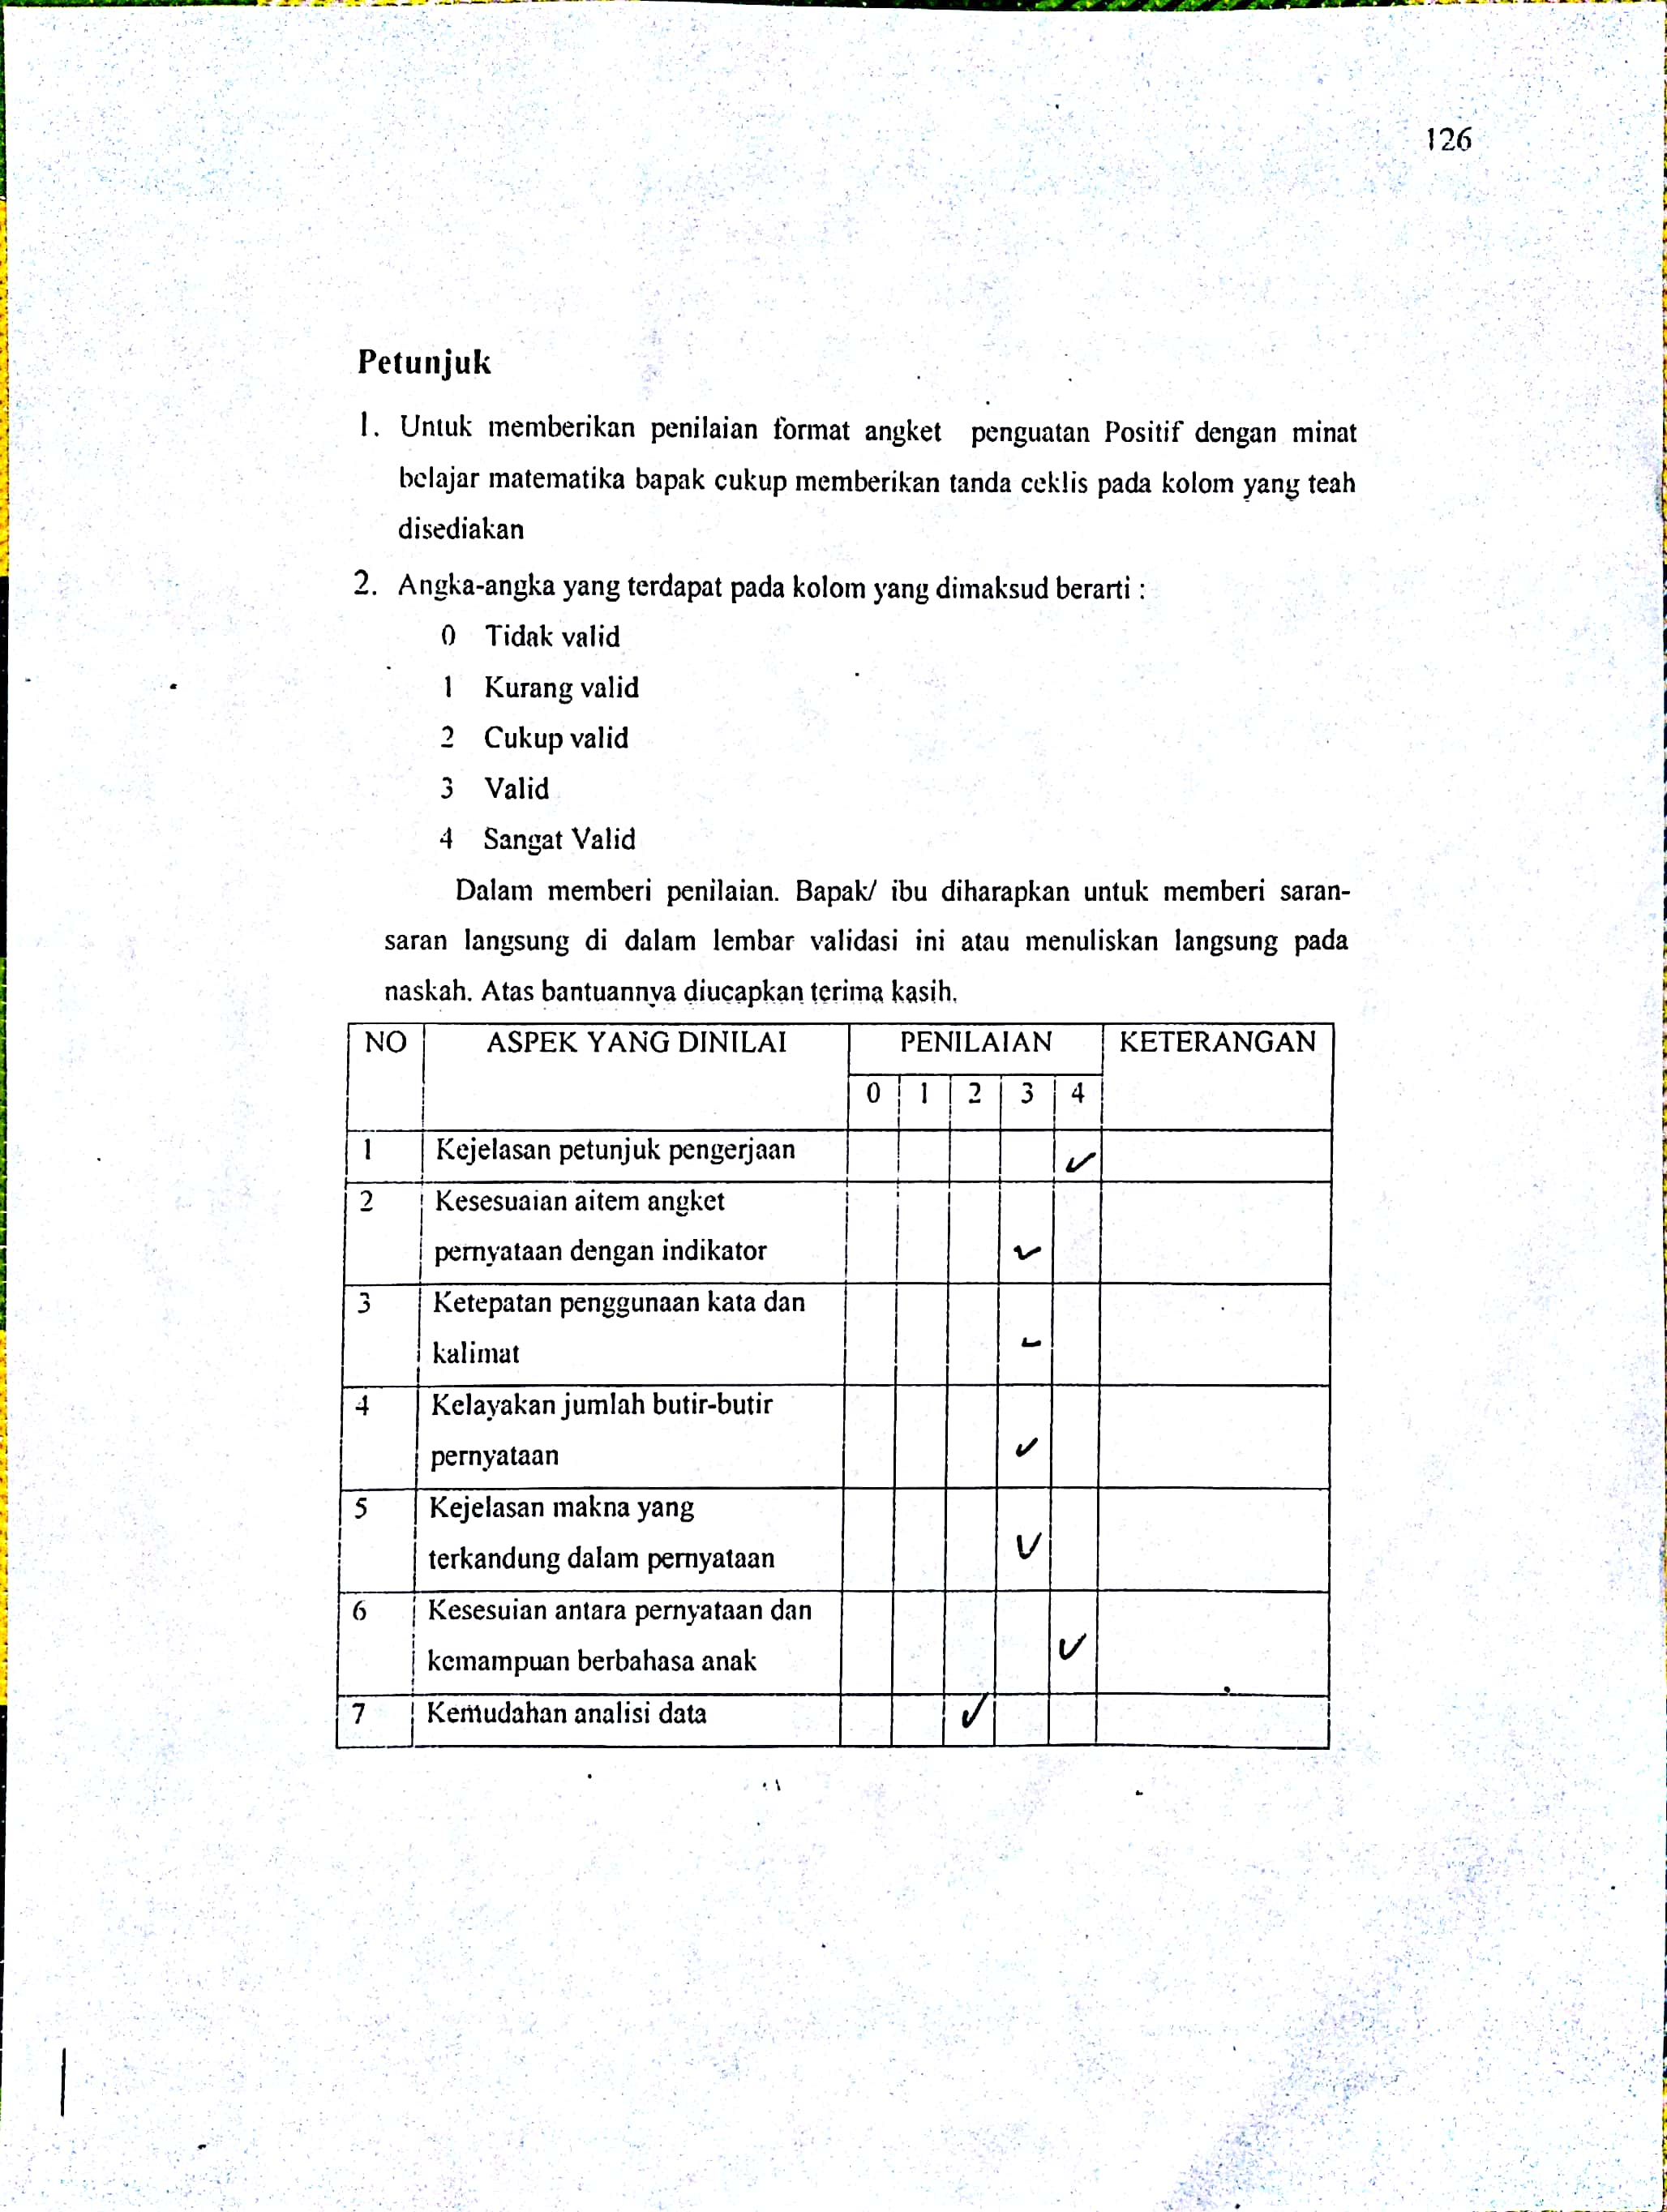 126
Petunjuk
1. Untuk memberikan penilaian format angket penguatan Positif dengan minat
belajar matematika bapak cukup memberikan tanda ceklis pada kolom yang teah
disediakan
2. Angka-angka yang terdapat pada kolom yang dimaksud berarti :
0 Tidak valid
1 Kurang valid
2 Cukup valid
3 Valid
4 Sangat Valid
Dalam memberi penilaian. Bapak/ ibu diharapkan untuk memberi saran-
saran langsung di dalam lembar validasi ini atau menuliskan langsung pada
naskah. Atas bantuannya diucapkan terima kasih.
NO ASPEK YANG DINILAI PENILAIAN KETERANGAN
0 1 2 3 4
1 Kejelasan petunjuk pengerjaan ✓
2 Kesesuaian aitem angket
pernyataan dengan indikator ✓
3 Ketepatan penggunaan kata dan
kalimat ✓
4 Kelayakan jumlah butir-butir
pernyataan ✓
5 Kejelasan makna yang
terkandung dalam pernyataan ✓
6 Kesesuian antara pernyataan dan
kemampuan berbahasa anak ✓
7 Kemudahan analisi data ✓